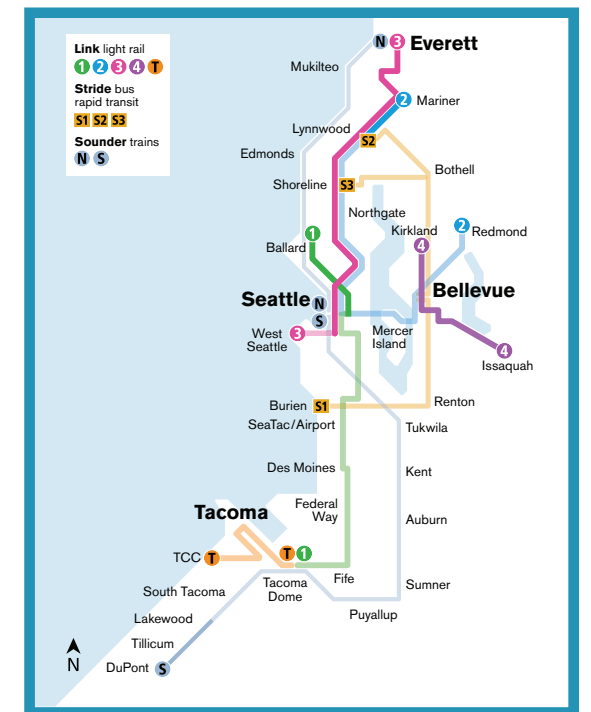 Link light rail
1 2 3 4 T
Stride bus
rapid transit
S1 S2 S3
Sounder trains
N S
N 3 Everett
Mukilteo
2 Mariner
Lynnwood
S2
Edmonds
Bothell
Shoreline S3
Northgate
Kirkland
4
2 Redmond
1
Ballard
Bellevue
Seattle N
S
West
Seattle
3
Mercer
Island
4
Issaquah
Burien S1
Renton
SeaTac/Airport
Tukwila
Des Moines
Kent
Federal
Way
Tacoma
Auburn
TCC T
T 1
Fife
Tacoma
Dome
South Tacoma
Sumner
Puyallup
Lakewood
Tillicum
DuPont S
N